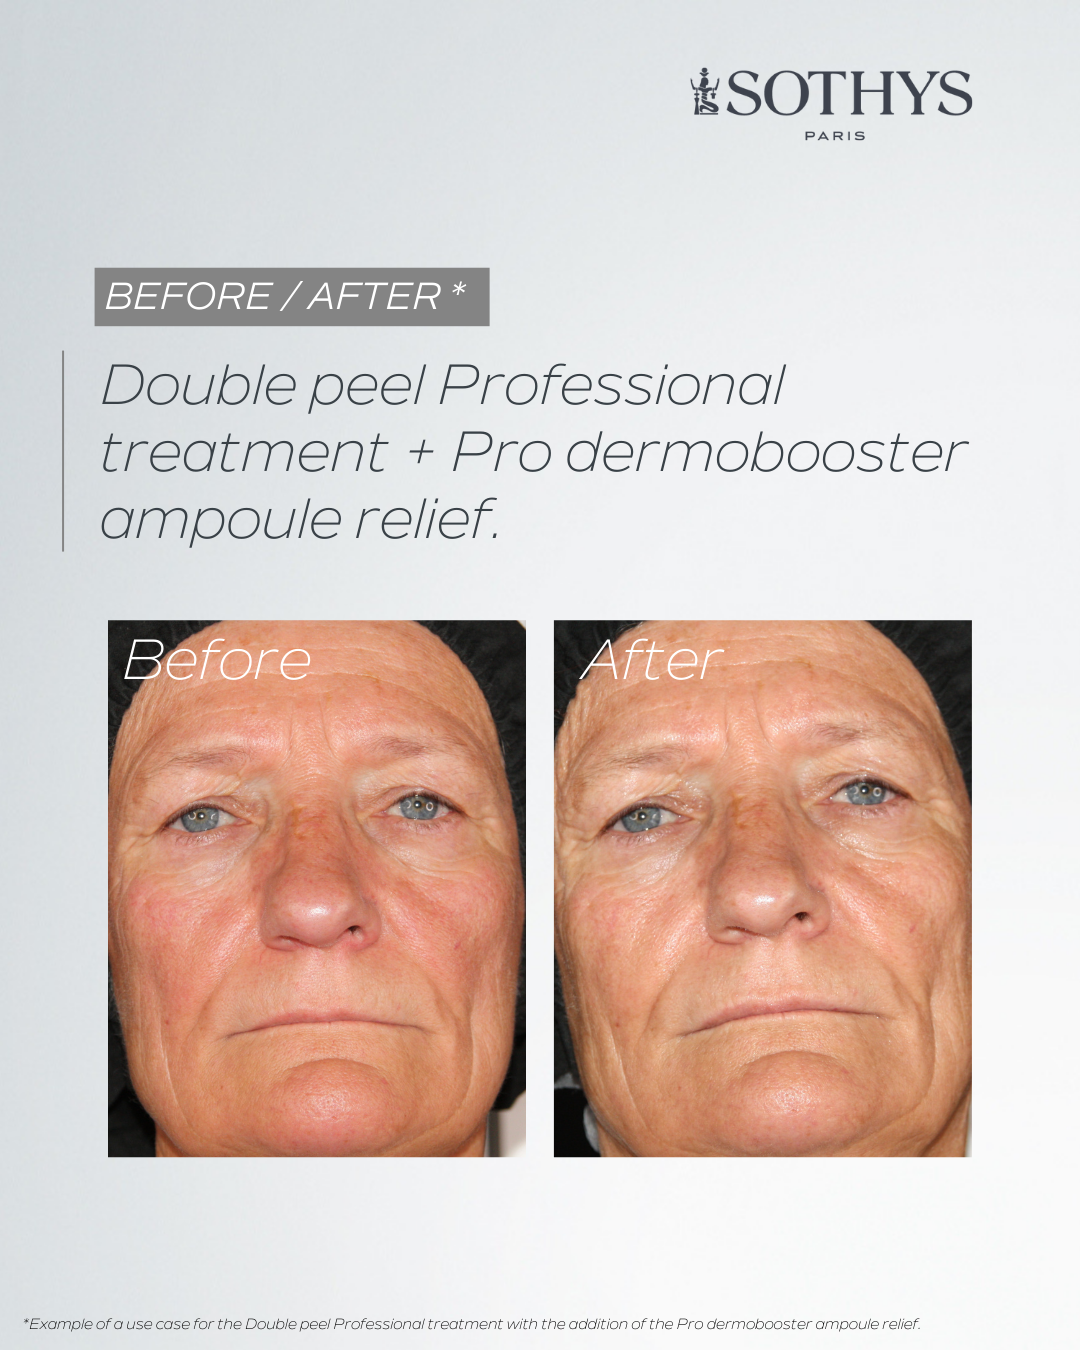 SOTHYS
PARIS
BEFORE / AFTER *
Double peel Professional
treatment + Pro dermobooster
ampoule relief.
Before
After
*Example of a use case for the Double peel Professional treatment with the addition of the Pro dermobooster ampoule relief.